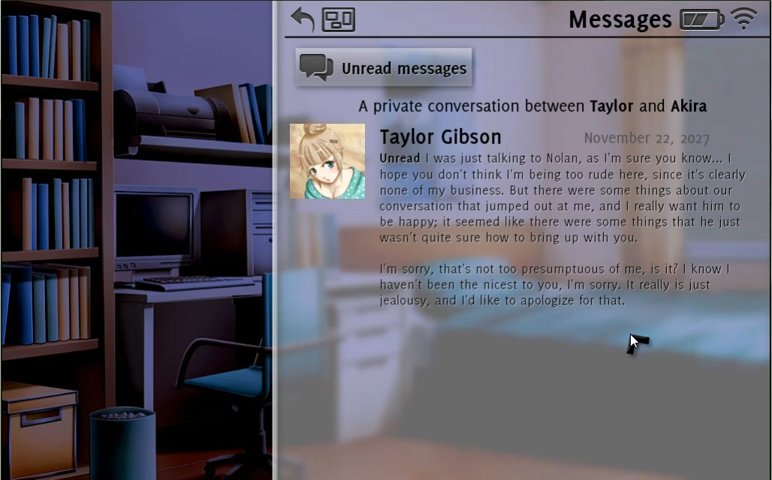 Messages
Unread messages
A private conversation between Taylor and Akira
Taylor Gibson
November 22, 2027
Unread I was just talking to Nolan, as I'm sure you know... I
hope you don't think I'm being too rude here, since it's clearly
none of my business. But there were some things about our
conversation that jumped out at me, and I really want him to
be happy; it seemed like there were some things that he just
wasn't quite sure how to bring up with you.
I'm sorry, that's not too presumptuous of me, is it? I know I
haven't been the nicest to you, I'm sorry. It really is just
jealousy, and I'd like to apologize for that.